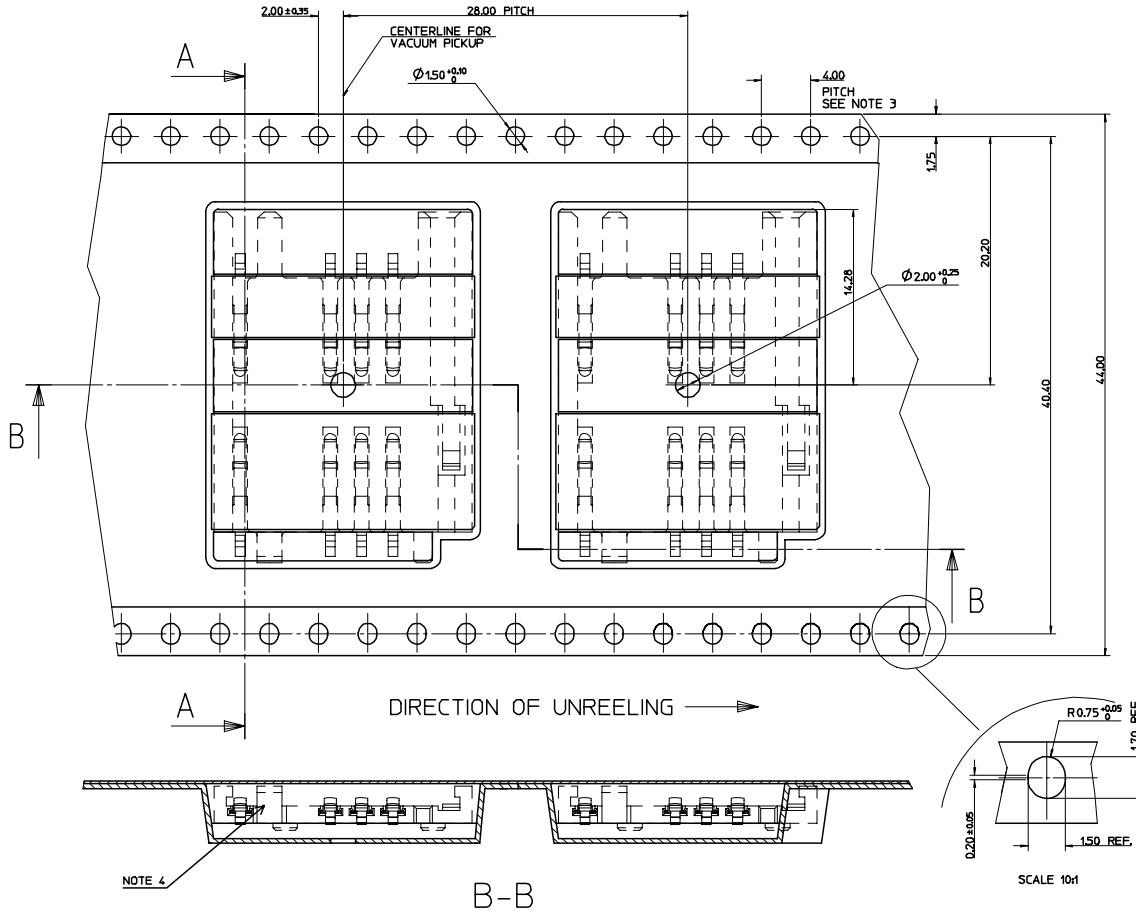 2.00 ±0.35
28.00 PITCH
CENTERLINE FOR
VACUUM PICKUP
A
Ø1.50 +0.10 0
4.00
PITCH
SEE NOTE 3
1.75
20.20
14.28
Ø2.00 +0.25 0
40.40
44.00
B
B
A
DIRECTION OF UNREELING
R0.75 +0.05 0
1.70 REF.
0.20 ±0.05
1.50 REF.
SCALE 10:1
NOTE 4
B-B